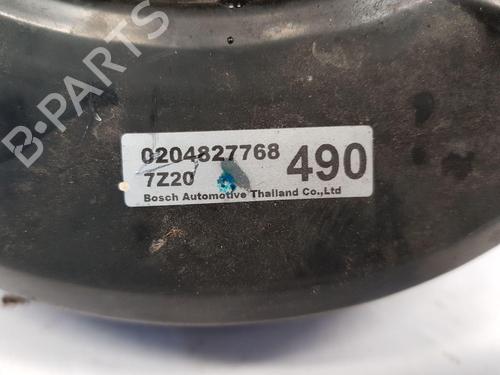 B-PARTS
0204827768 490
7Z20
Bosch Automotive Thailand Co.,Ltd